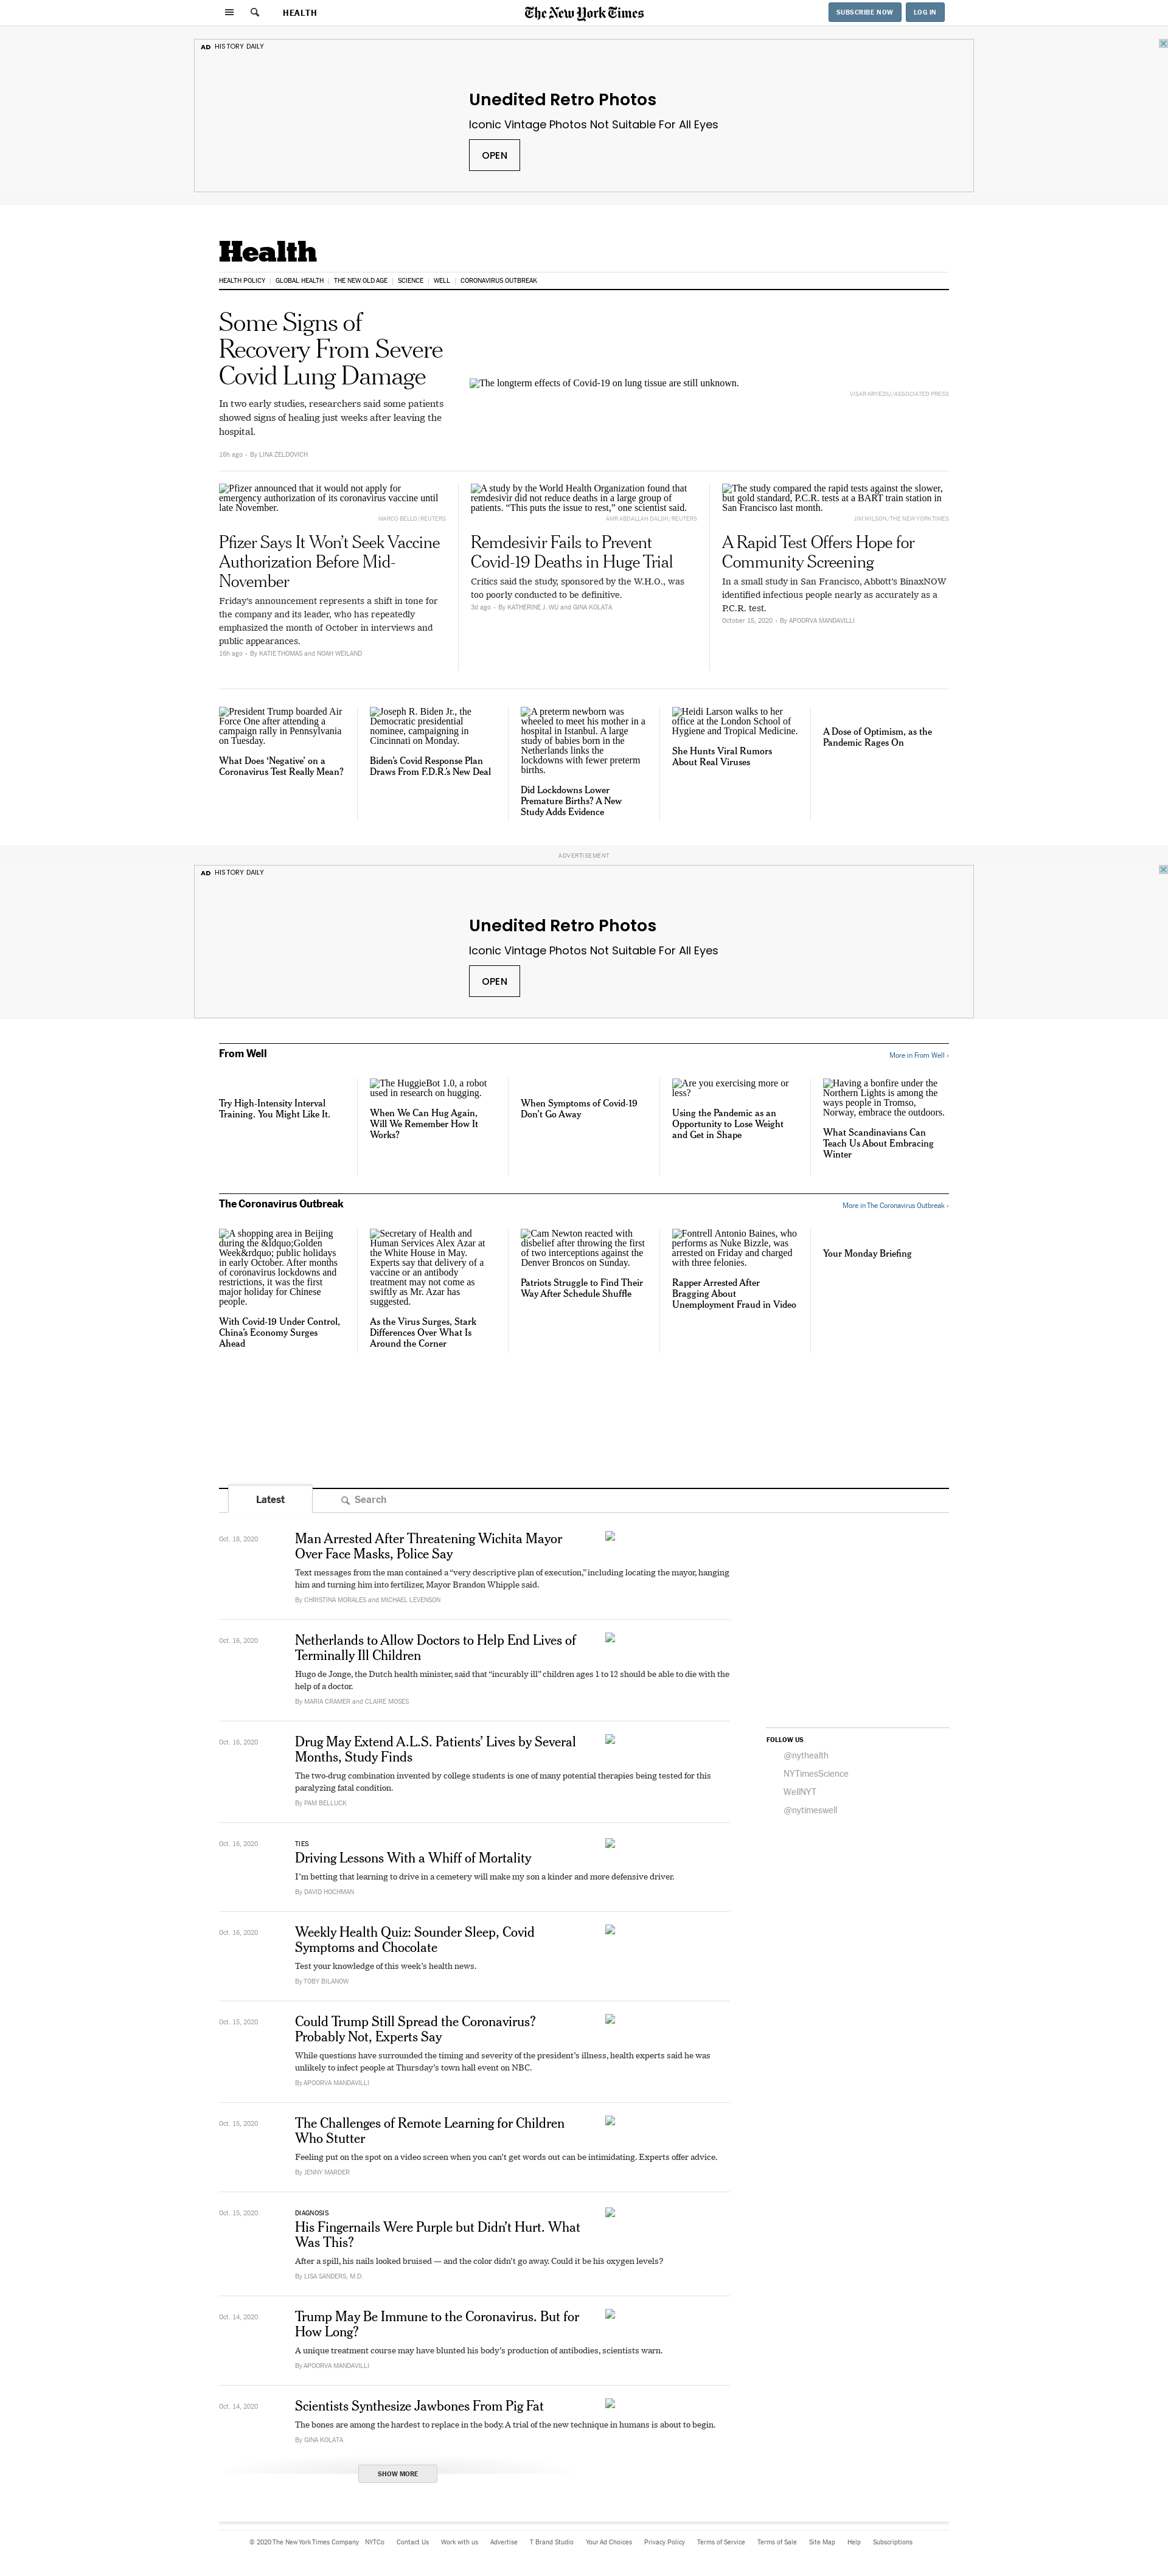 HEALTH
The New York Times
SUBSCRIBE NOW
LOG IN
AD HISTORY DAILY
Unedited Retro Photos
Iconic Vintage Photos Not Suitable For All Eyes
OPEN
Health
HEALTH POLICY
GLOBAL HEALTH
THE NEW OLD AGE
SCIENCE
WELL
CORONAVIRUS OUTBREAK
Some Signs of
Recovery From Severe
Covid Lung Damage
In two early studies, researchers said some patients
showed signs of healing just weeks after leaving the
hospital.
16h ago • By LINA ZELDOVICH
The longterm effects of Covid-19 on lung tissue are still unknown.
VISAR KRYEZIU/ASSOCIATED PRESS
Pfizer announced that it would not apply for
emergency authorization of its coronavirus vaccine until
late November.
MARCO BELLO/REUTERS
Pfizer Says It Won’t Seek Vaccine
Authorization Before Mid-
November
Friday’s announcement represents a shift in tone for
the company and its leader, who has repeatedly
emphasized the month of October in interviews and
public appearances.
16h ago • By KATIE THOMAS and NOAH WEILAND
A study by the World Health Organization found that
remdesivir did not reduce deaths in a large group of
patients. “This puts the issue to rest,” one scientist said.
AMR ABDALLAH DALSH/REUTERS
Remdesivir Fails to Prevent
Covid-19 Deaths in Huge Trial
Critics said the study, sponsored by the W.H.O., was
too poorly conducted to be definitive.
3d ago • By KATHERINE J. WU and GINA KOLATA
The study compared the rapid tests against the slower,
but gold standard, P.C.R. tests at a BART train station in
San Francisco last month.
JIM WILSON/THE NEW YORK TIMES
A Rapid Test Offers Hope for
Community Screening
In a small study in San Francisco, Abbott’s BinaxNOW
identified infectious people nearly as accurately as a
P.C.R. test.
October 15, 2020 • By APOORVA MANDAVILLI
President Trump boarded Air
Force One after attending a
campaign rally in Pennsylvania
on Tuesday.
What Does ‘Negative’ on a
Coronavirus Test Really Mean?
Joseph R. Biden Jr., the
Democratic presidential
nominee, campaigning in
Cincinnati on Monday.
Biden’s Covid Response Plan
Draws From F.D.R.’s New Deal
A preterm newborn was
wheeled to meet his mother in a
hospital in Istanbul. A large
study of babies born in the
Netherlands links the
lockdowns with fewer preterm
births.
Did Lockdowns Lower
Premature Births? A New
Study Adds Evidence
Heidi Larson walks to her
office at the London School of
Hygiene and Tropical Medicine.
She Hunts Viral Rumors
About Real Viruses
A Dose of Optimism, as the
Pandemic Rages On
ADVERTISEMENT
AD HISTORY DAILY
Unedited Retro Photos
Iconic Vintage Photos Not Suitable For All Eyes
OPEN
From Well
More in From Well ›
Try High-Intensity Interval
Training. You Might Like It.
The HuggieBot 1.0, a robot
used in research on hugging.
When We Can Hug Again,
Will We Remember How It
Works?
When Symptoms of Covid-19
Don’t Go Away
Are you exercising more or
less?
Using the Pandemic as an
Opportunity to Lose Weight
and Get in Shape
Having a bonfire under the
Northern Lights is among the
ways people in Tromso,
Norway, embrace the outdoors.
What Scandinavians Can
Teach Us About Embracing
Winter
The Coronavirus Outbreak
More in The Coronavirus Outbreak ›
A shopping area in Beijing
during the &ldquo;Golden
Week&rdquo; public holidays
in early October. After months
of coronavirus lockdowns and
restrictions, it was the first
major holiday for Chinese
people.
With Covid-19 Under Control,
China’s Economy Surges
Ahead
Secretary of Health and
Human Services Alex Azar at
the White House in May.
Experts say that delivery of a
vaccine or an antibody
treatment may not come as
swiftly as Mr. Azar has
suggested.
As the Virus Surges, Stark
Differences Over What Is
Around the Corner
Cam Newton reacted with
disbelief after throwing the first
of two interceptions against the
Denver Broncos on Sunday.
Patriots Struggle to Find Their
Way After Schedule Shuffle
Fontrell Antonio Baines, who
performs as Nuke Bizzle, was
arrested on Friday and charged
with three felonies.
Rapper Arrested After
Bragging About
Unemployment Fraud in Video
Your Monday Briefing
Latest
Search
Oct. 18, 2020
Man Arrested After Threatening Wichita Mayor
Over Face Masks, Police Say
Text messages from the man contained a “very descriptive plan of execution,” including locating the mayor, hanging
him and turning him into fertilizer, Mayor Brandon Whipple said.
By CHRISTINA MORALES and MICHAEL LEVENSON
Oct. 16, 2020
Netherlands to Allow Doctors to Help End Lives of
Terminally Ill Children
Hugo de Jonge, the Dutch health minister, said that “incurably ill” children ages 1 to 12 should be able to die with the
help of a doctor.
By MARIA CRAMER and CLAIRE MOSES
Oct. 16, 2020
Drug May Extend A.L.S. Patients’ Lives by Several
Months, Study Finds
The two-drug combination invented by college students is one of many potential therapies being tested for this
paralyzing fatal condition.
By PAM BELLUCK
FOLLOW US
@nythealth
NYTimesScience
WellNYT
@nytimeswell
Oct. 16, 2020
TIES
Driving Lessons With a Whiff of Mortality
I’m betting that learning to drive in a cemetery will make my son a kinder and more defensive driver.
By DAVID HOCHMAN
Oct. 16, 2020
Weekly Health Quiz: Sounder Sleep, Covid
Symptoms and Chocolate
Test your knowledge of this week’s health news.
By TOBY BILANOW
Oct. 15, 2020
Could Trump Still Spread the Coronavirus?
Probably Not, Experts Say
While questions have surrounded the timing and severity of the president’s illness, health experts said he was
unlikely to infect people at Thursday’s town hall event on NBC.
By APOORVA MANDAVILLI
Oct. 15, 2020
The Challenges of Remote Learning for Children
Who Stutter
Feeling put on the spot on a video screen when you can’t get words out can be intimidating. Experts offer advice.
By JENNY MARDER
Oct. 15, 2020
DIAGNOSIS
His Fingernails Were Purple but Didn’t Hurt. What
Was This?
After a spill, his nails looked bruised — and the color didn’t go away. Could it be his oxygen levels?
By LISA SANDERS, M.D.
Oct. 14, 2020
Trump May Be Immune to the Coronavirus. But for
How Long?
A unique treatment course may have blunted his body’s production of antibodies, scientists warn.
By APOORVA MANDAVILLI
Oct. 14, 2020
Scientists Synthesize Jawbones From Pig Fat
The bones are among the hardest to replace in the body. A trial of the new technique in humans is about to begin.
By GINA KOLATA
SHOW MORE
© 2020 The New York Times Company NYTCo Contact Us Work with us Advertise T Brand Studio Your Ad Choices Privacy Policy Terms of Service Terms of Sale Site Map Help Subscriptions